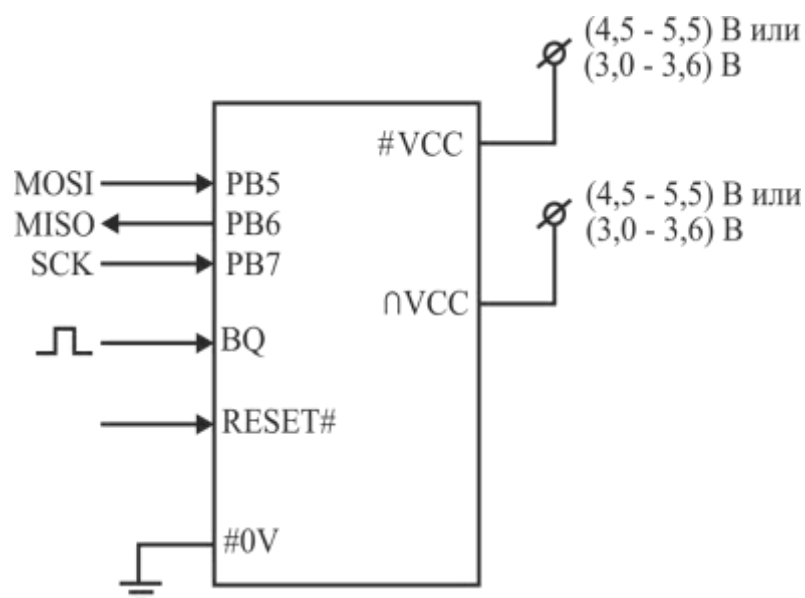 (4,5 - 5,5) В или
(3,0 - 3,6) В
#VCC
MOSI
PB5
MISO
PB6
SCK
PB7
(4,5 - 5,5) В или
(3,0 - 3,6) В
∩VCC
BQ
RESET#
#0V